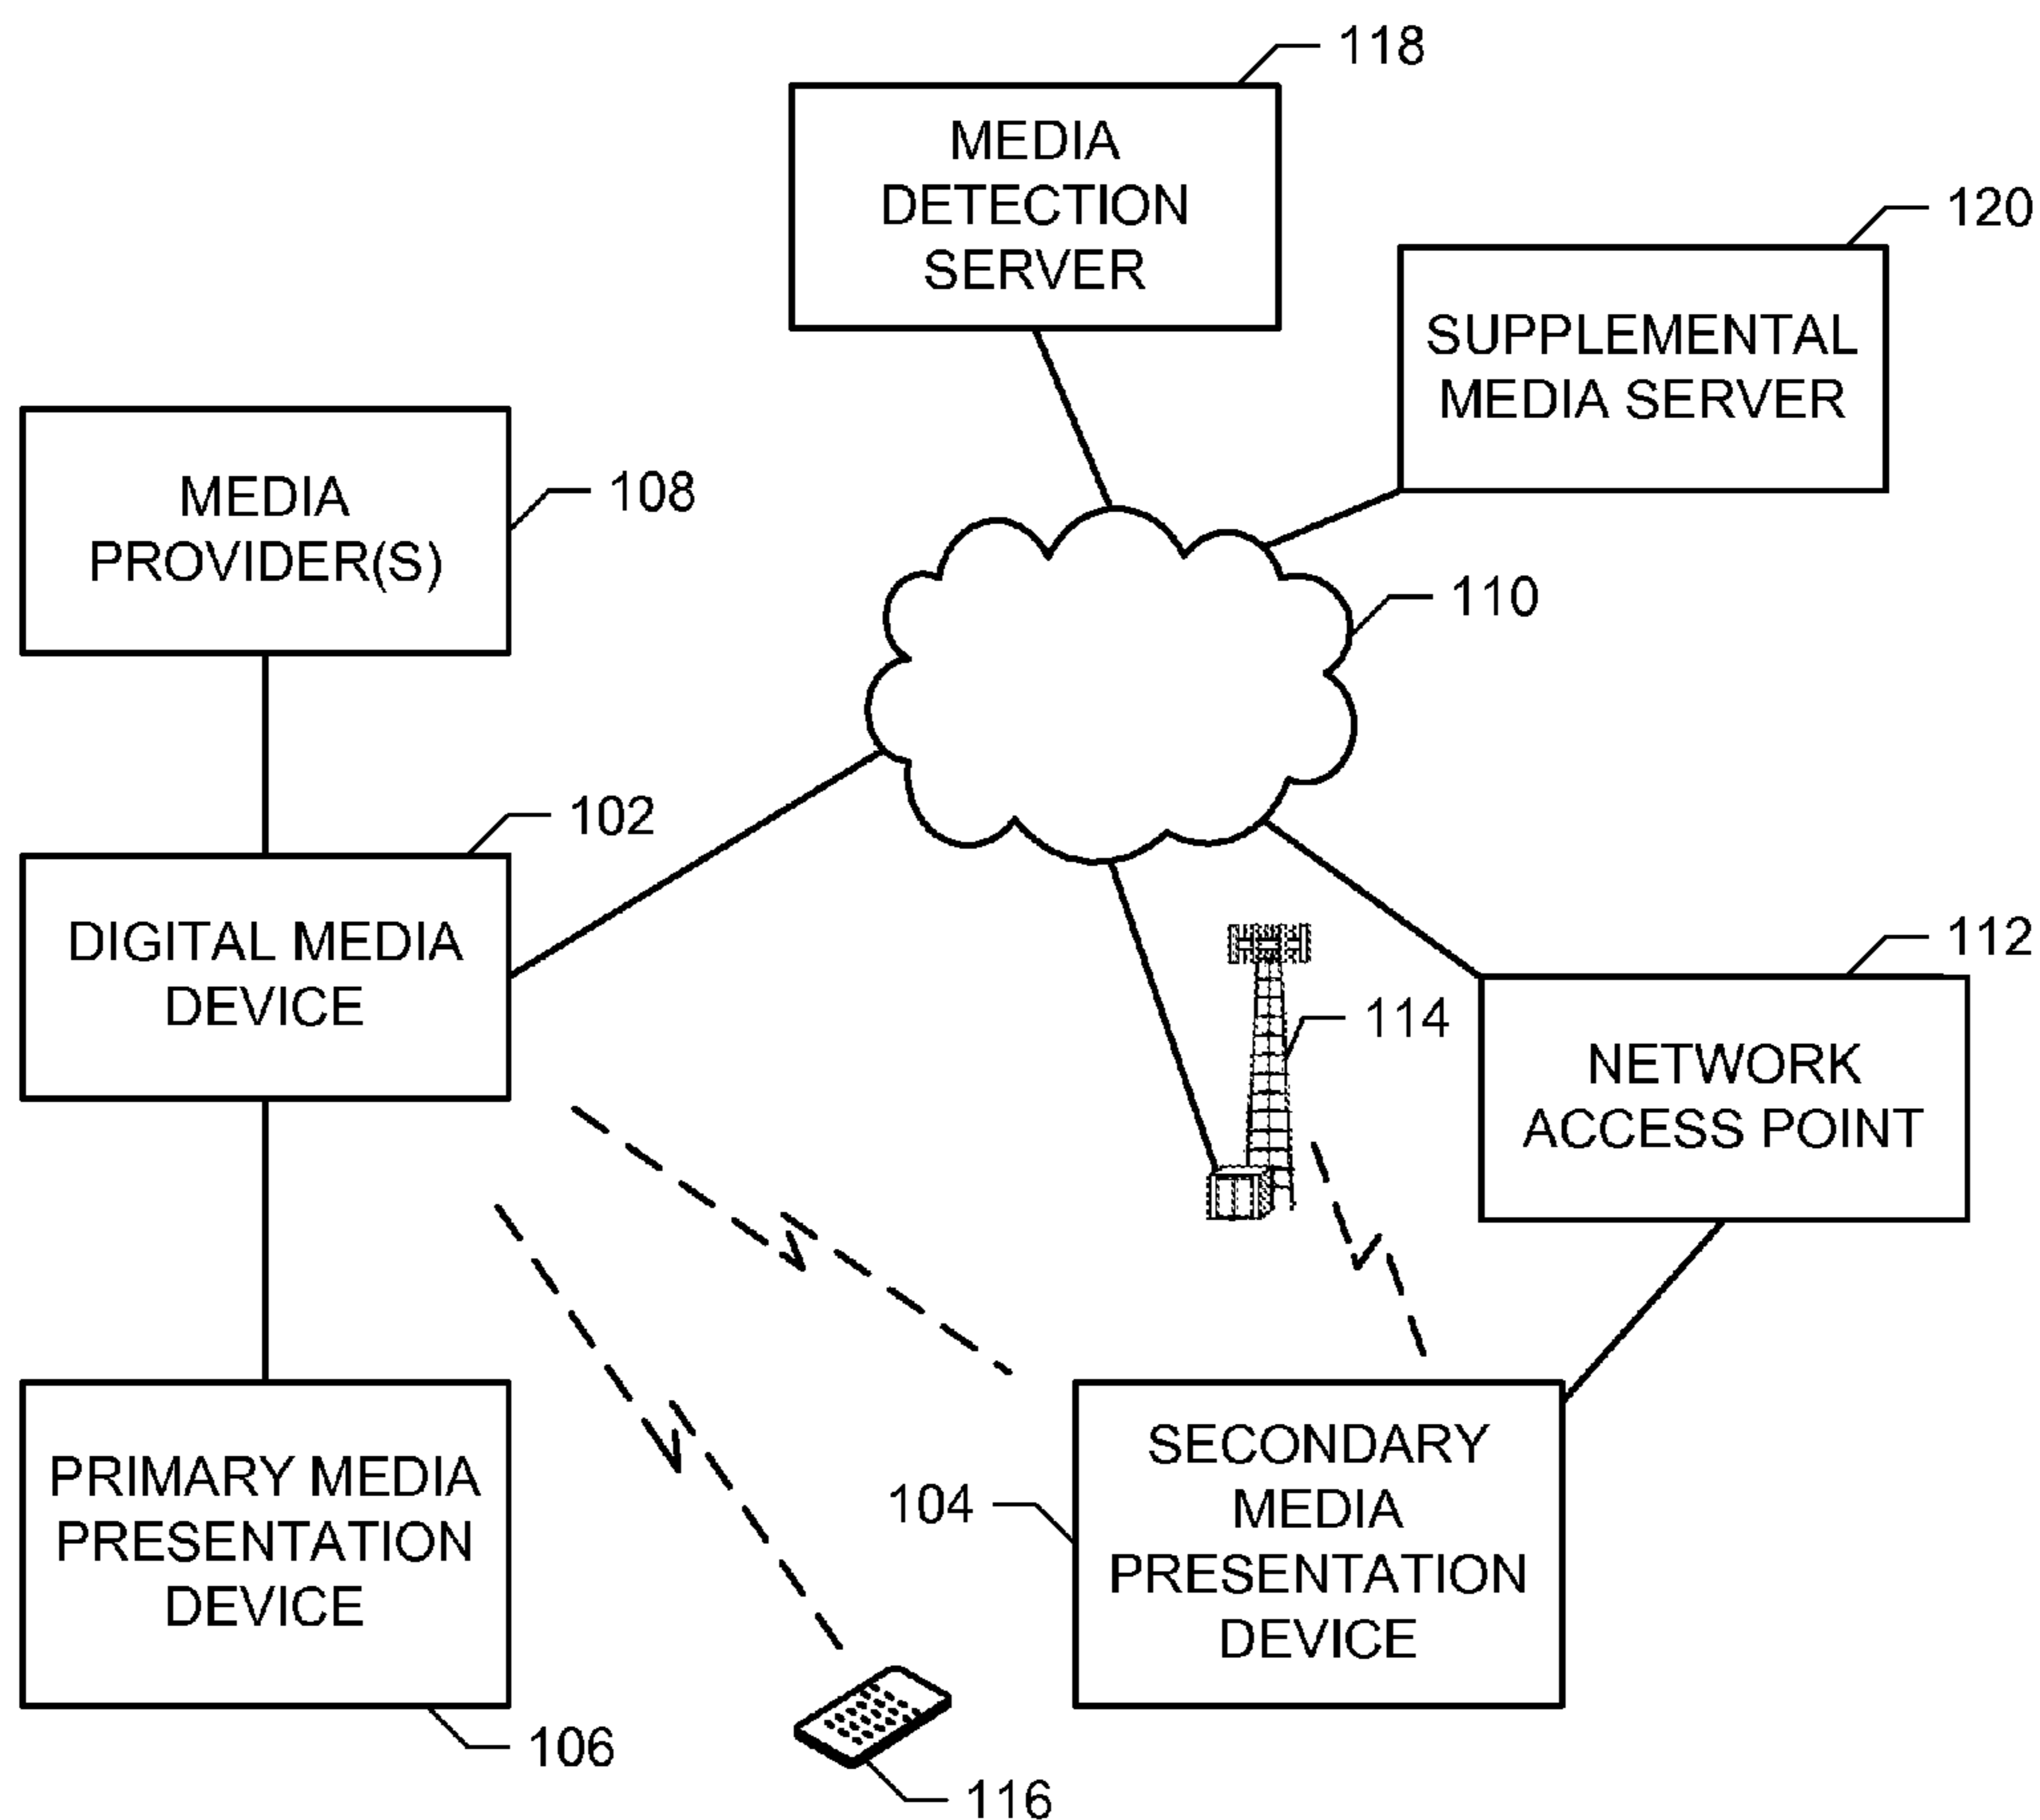 118
MEDIA
DETECTION
SERVER
120
SUPPLEMENTAL
MEDIA SERVER
MEDIA
PROVIDER(S)
108
110
102
DIGITAL MEDIA
DEVICE
112
NETWORK
ACCESS POINT
114
PRIMARY MEDIA
PRESENTATION
DEVICE
106
104
SECONDARY
MEDIA
PRESENTATION
DEVICE
116